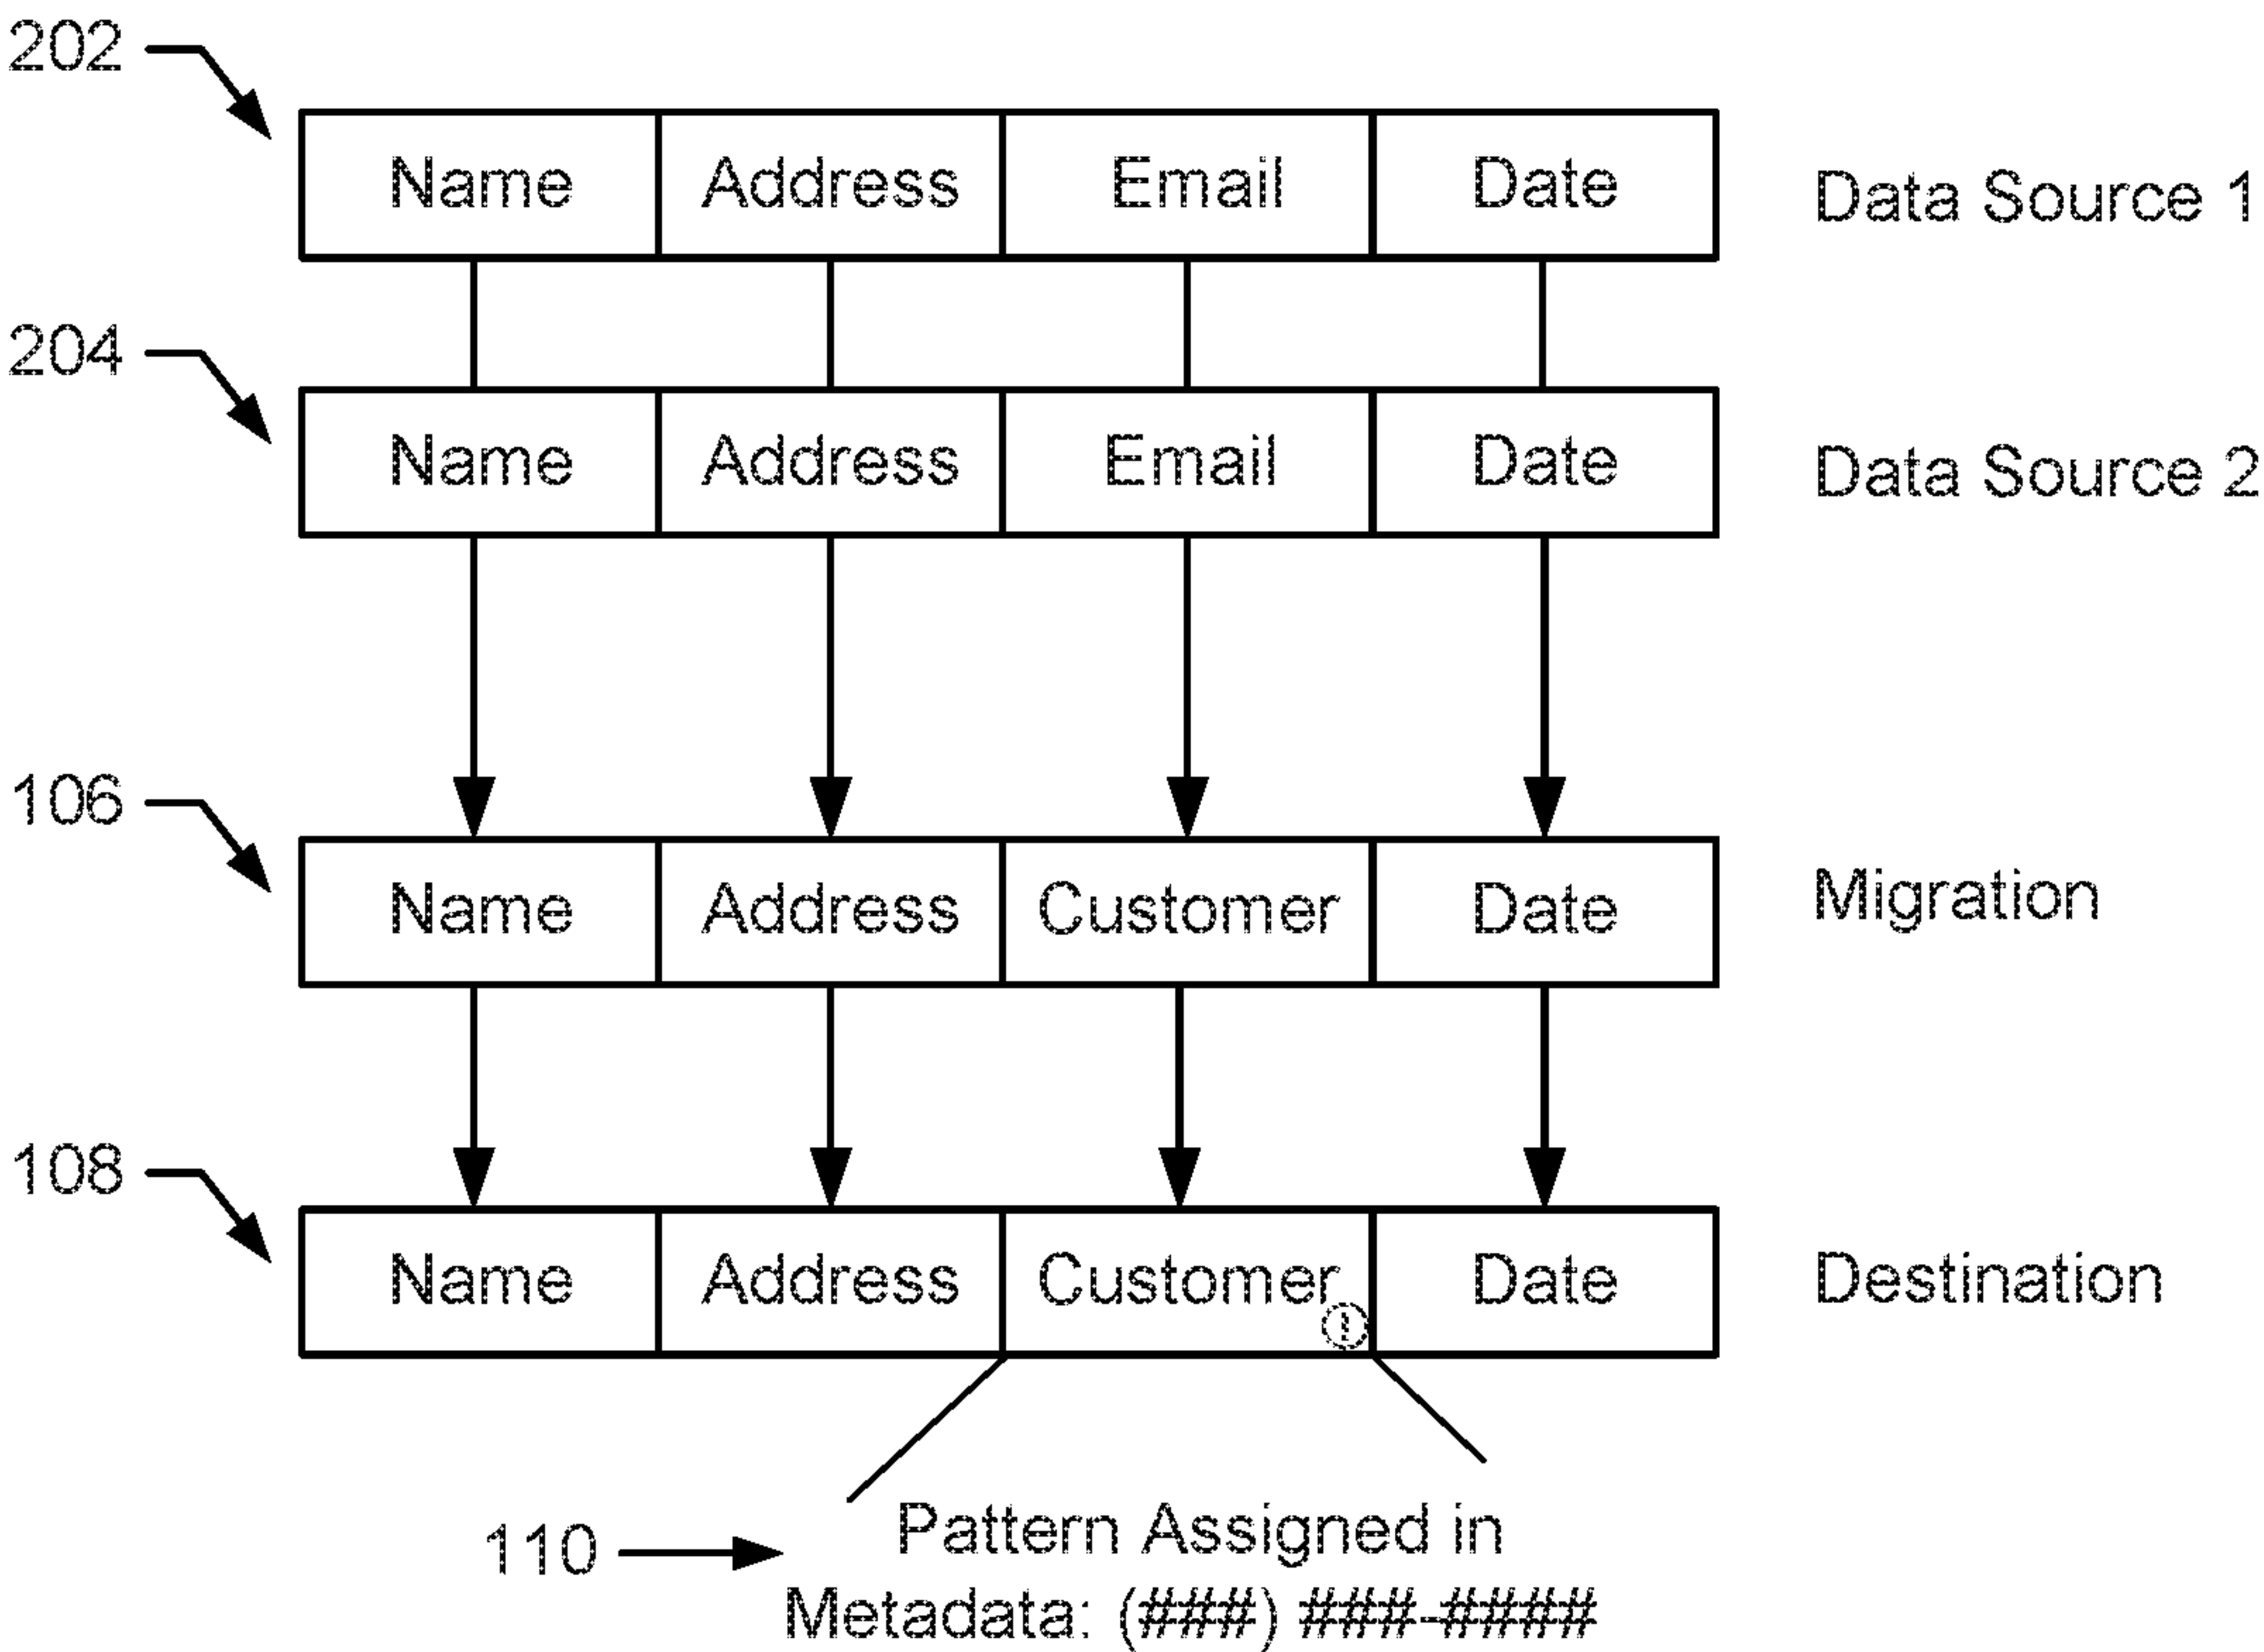 202
Name Address Email Date Data Source 1
204
Name Address Email Date Data Source 2
106
Name Address Customer Date Migration
108
Name Address Customer Date Destination
110 Pattern Assigned in
Metadata: (###) ###-####